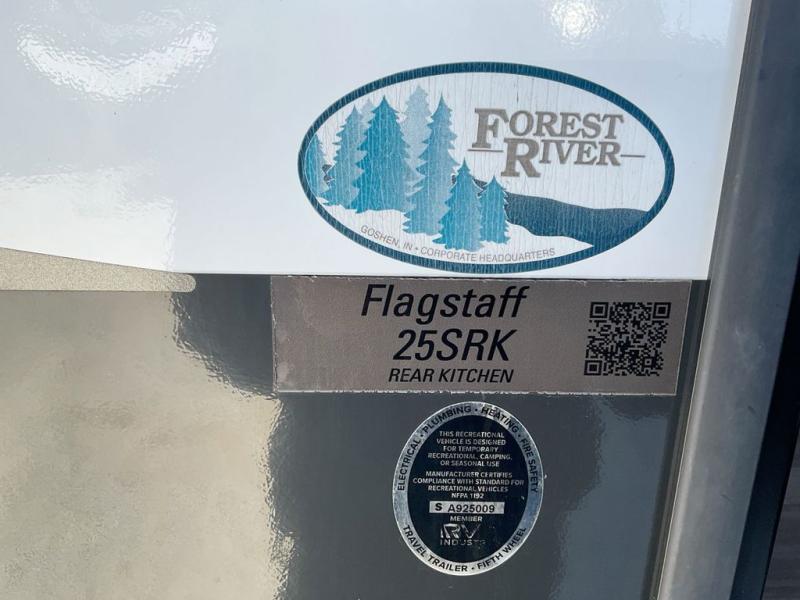 FOREST
RIVER
GOSHEN, IN • CORPORATE HEADQUARTERS
Flagstaff
25SRK
REAR KITCHEN
ELECTRICAL • PLUMBING • HEATING • FIRE SAFETY
THIS RECREATIONAL
VEHICLE IS DESIGNED
FOR TEMPORARY
RECREATIONAL, CAMPING,
OR SEASONAL USE
MANUFACTURER CERTIFIES
COMPLIANCE WITH STANDARD FOR
RECREATIONAL VEHICLES
NFPA 1192
S A925009
MEMBER
RV
INDUSTRY
TRAVEL TRAILER • FIFTH WHEEL